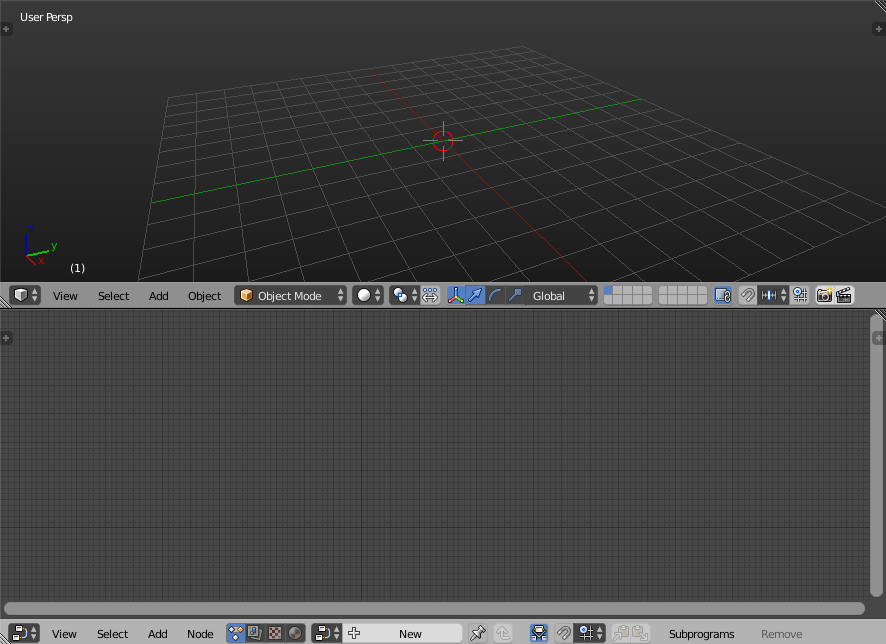 User Persp
z
y
x
(1)
View Select Add Object Object Mode Global
View Select Add Node New Subprograms Remove